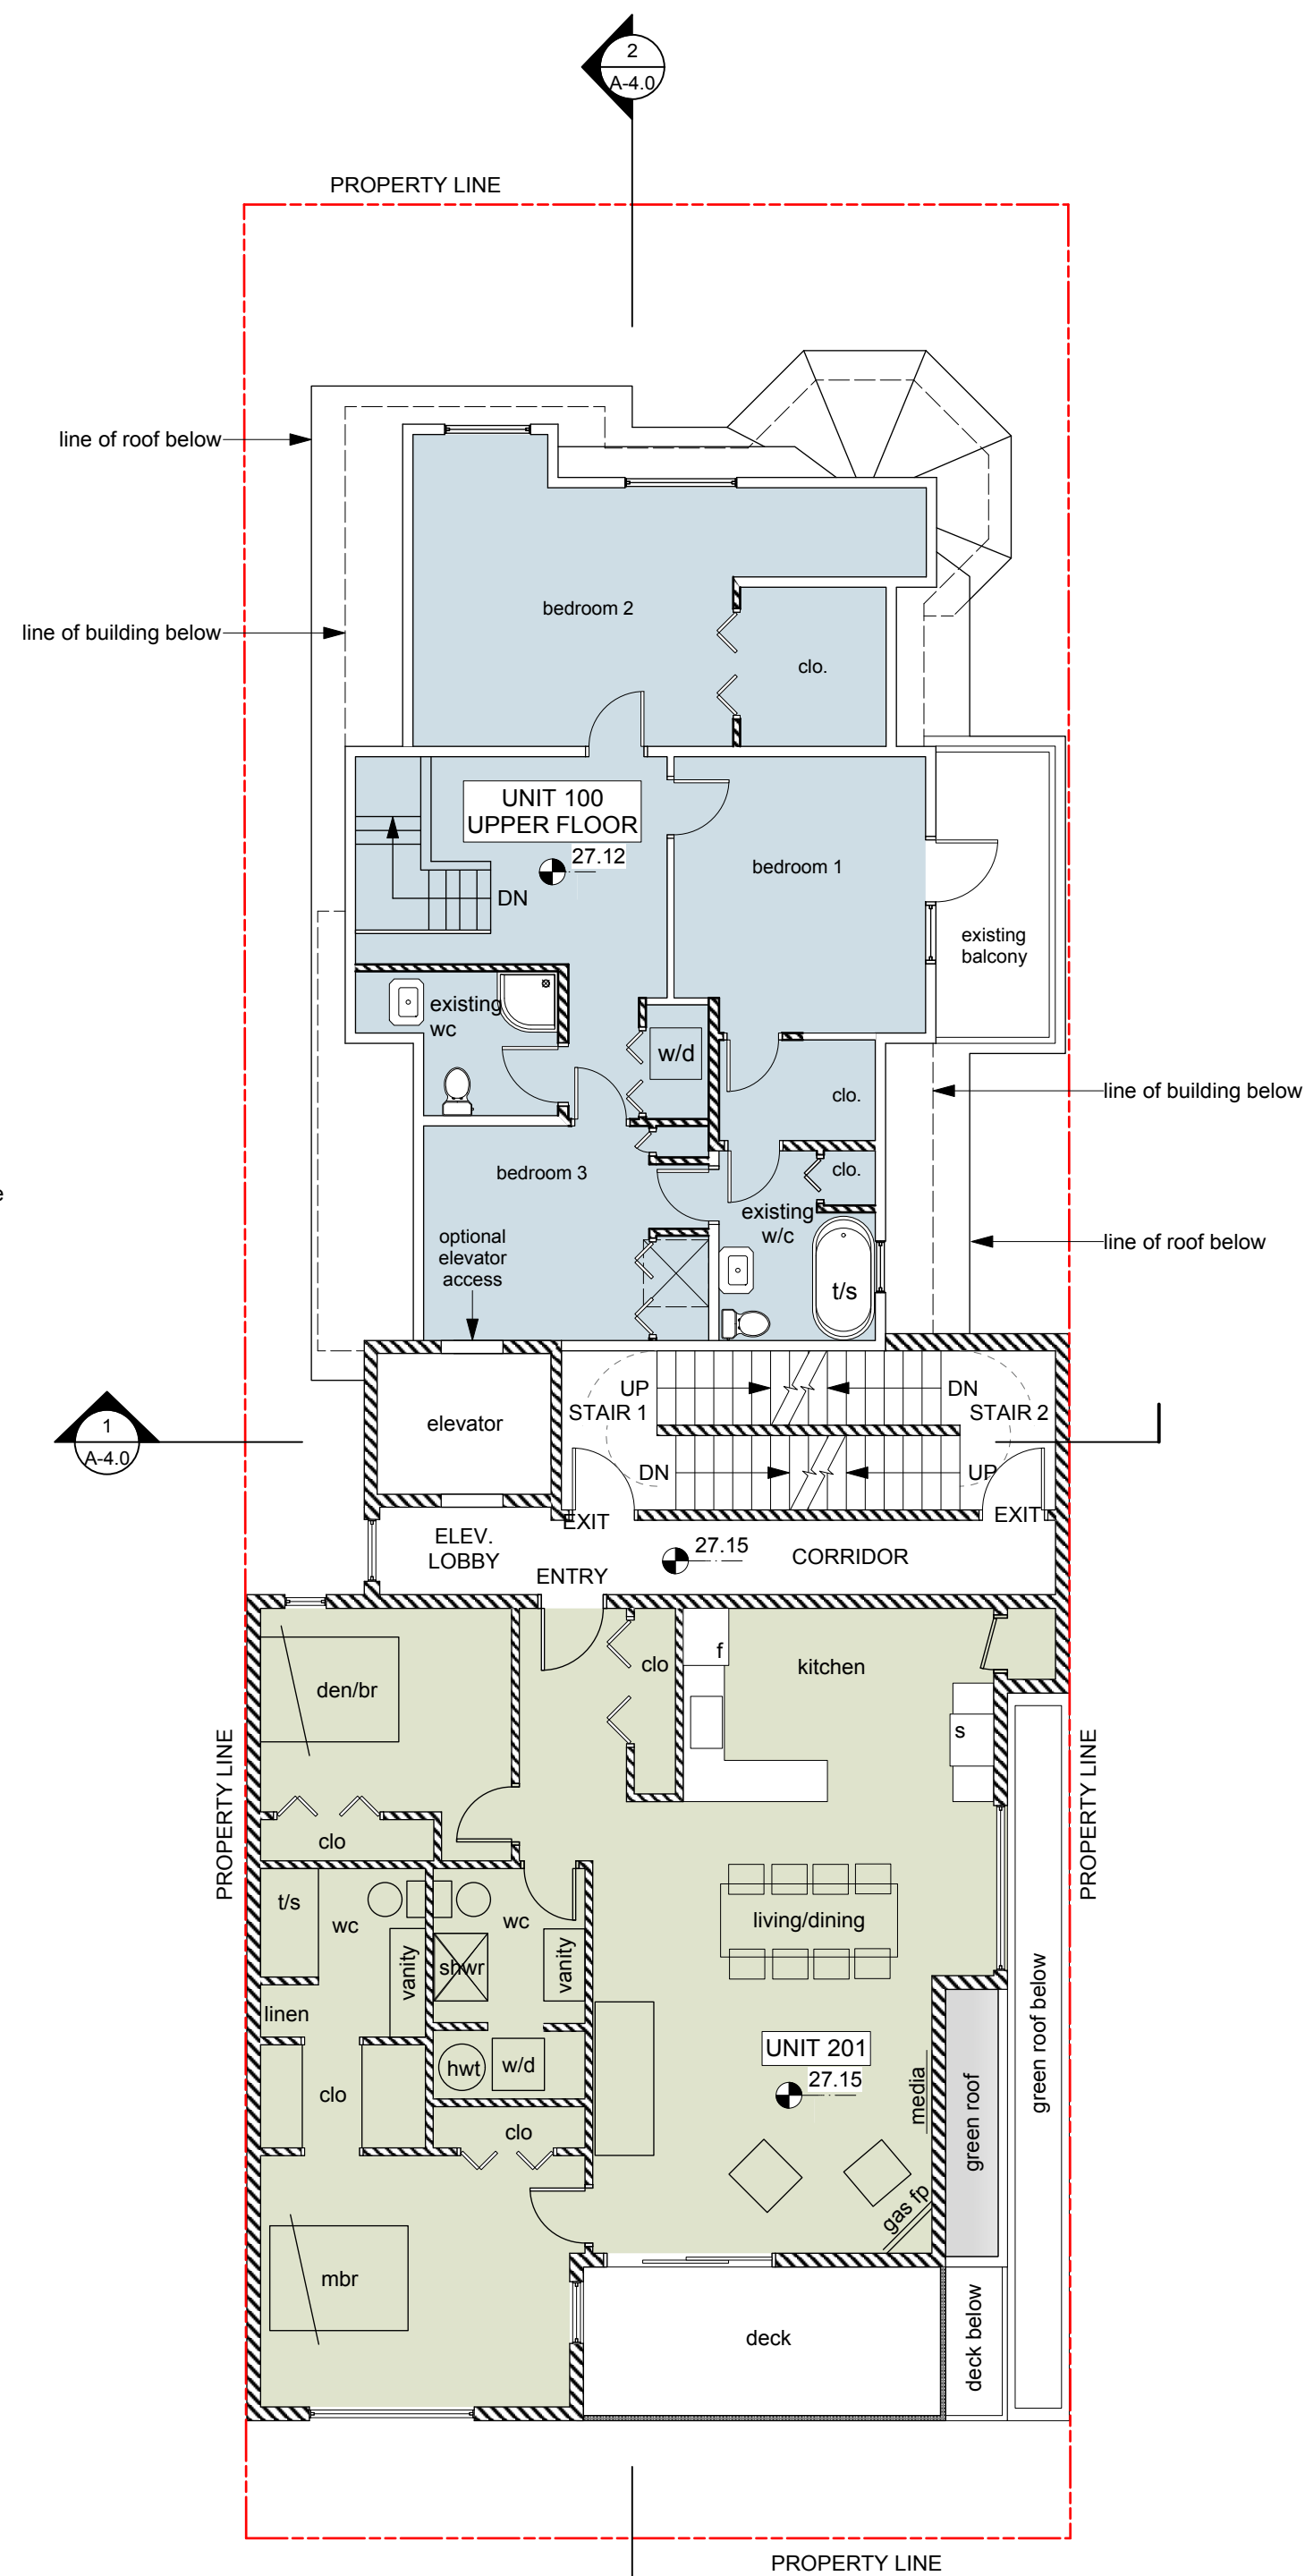 2
A-4.0
PROPERTY LINE
line of roof below
line of building below
bedroom 2
clo.
UNIT 100
UPPER FLOOR
27.12
bedroom 1
DN
existing
balcony
existing
wc
w/d
clo.
line of building below
bedroom 3
clo.
existing
w/c
optional
elevator
access
line of roof below
t/s
UP
DN
STAIR 1
STAIR 2
elevator
1
A-4.0
DN
UP
EXIT
EXIT
ELEV.
LOBBY
27.15
CORRIDOR
ENTRY
f
clo
kitchen
den/br
s
PROPERTY LINE
PROPERTY LINE
clo
t/s
wc
wc
living/dining
vanity
shwr
vanity
linen
UNIT 201
27.15
hwt
w/d
clo
media
green roof
green roof below
clo
gas fp
mbr
deck
deck below
PROPERTY LINE